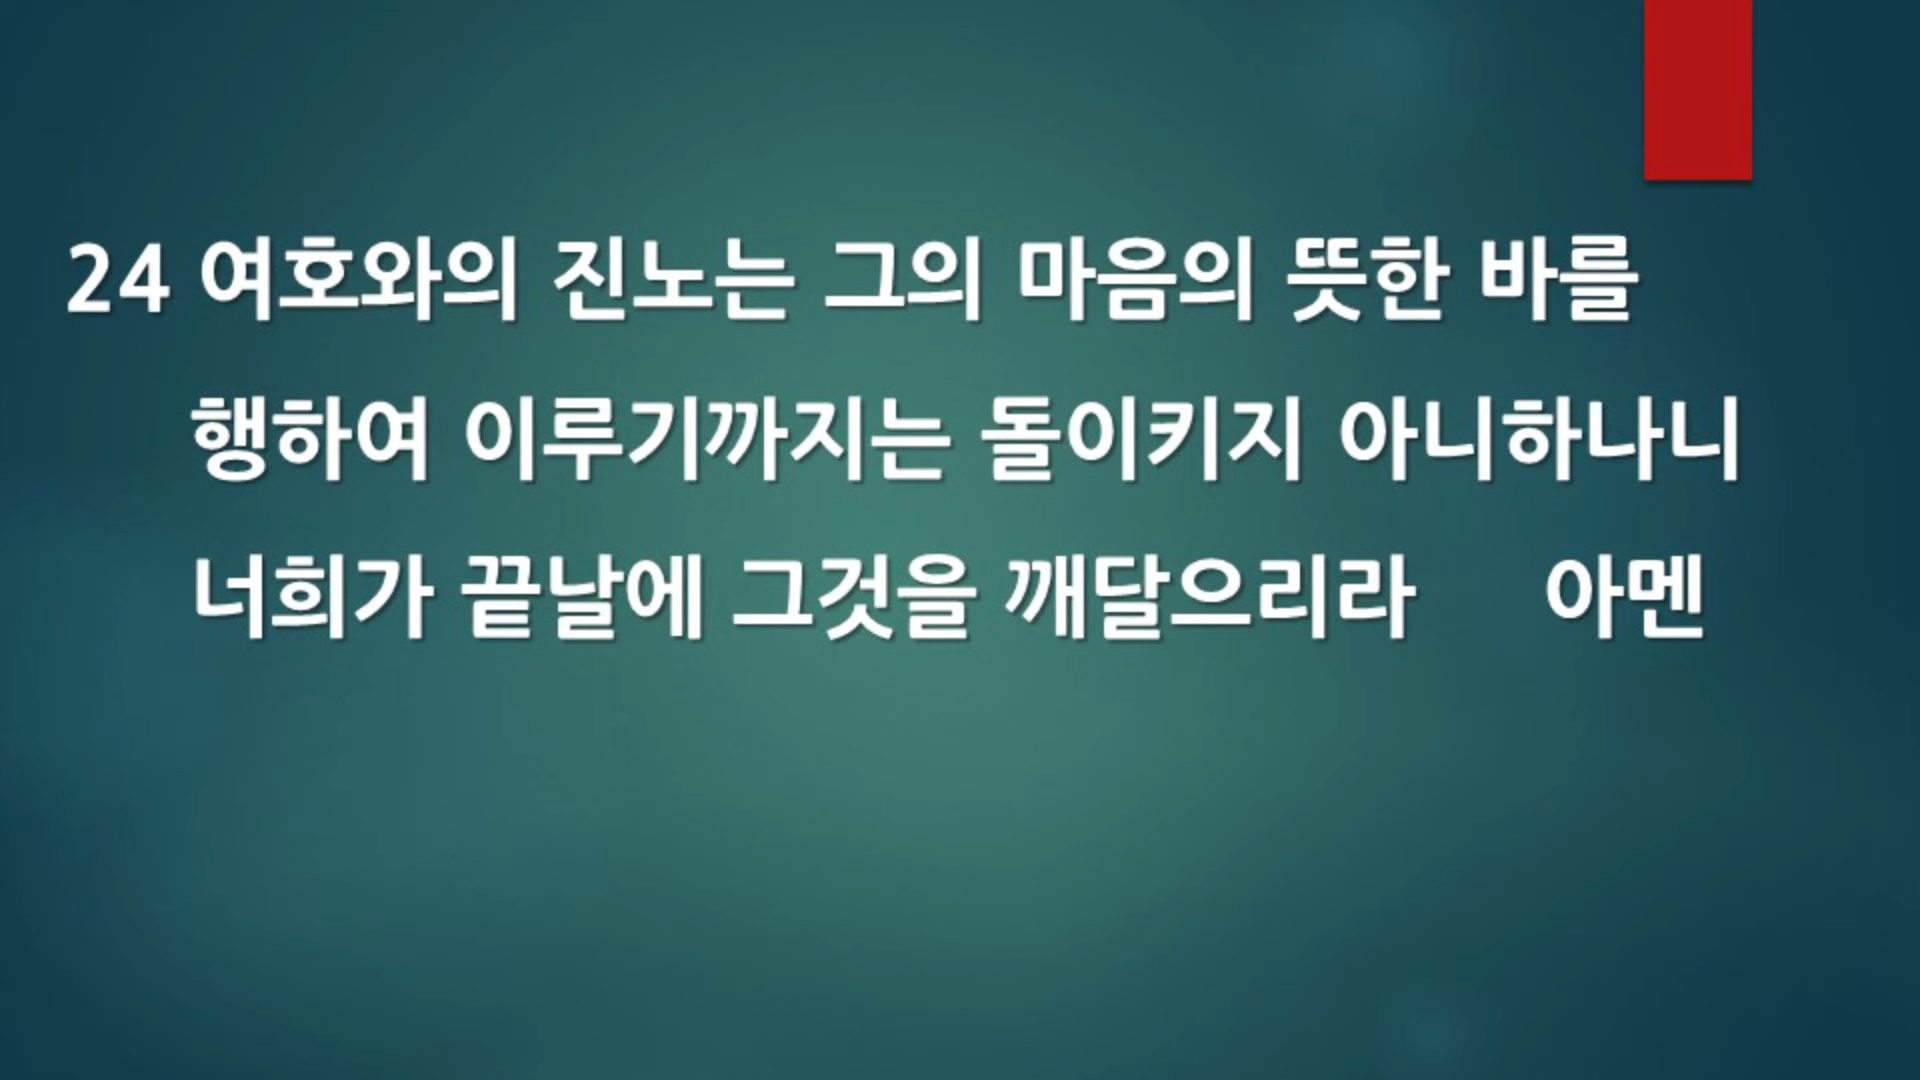 24 여호와의 진노는 그의 마음의 뜻한 바를
행하여 이루기까지는 돌이키지 아니하나니
너희가 끝날에 그것을 깨달으리라 아멘